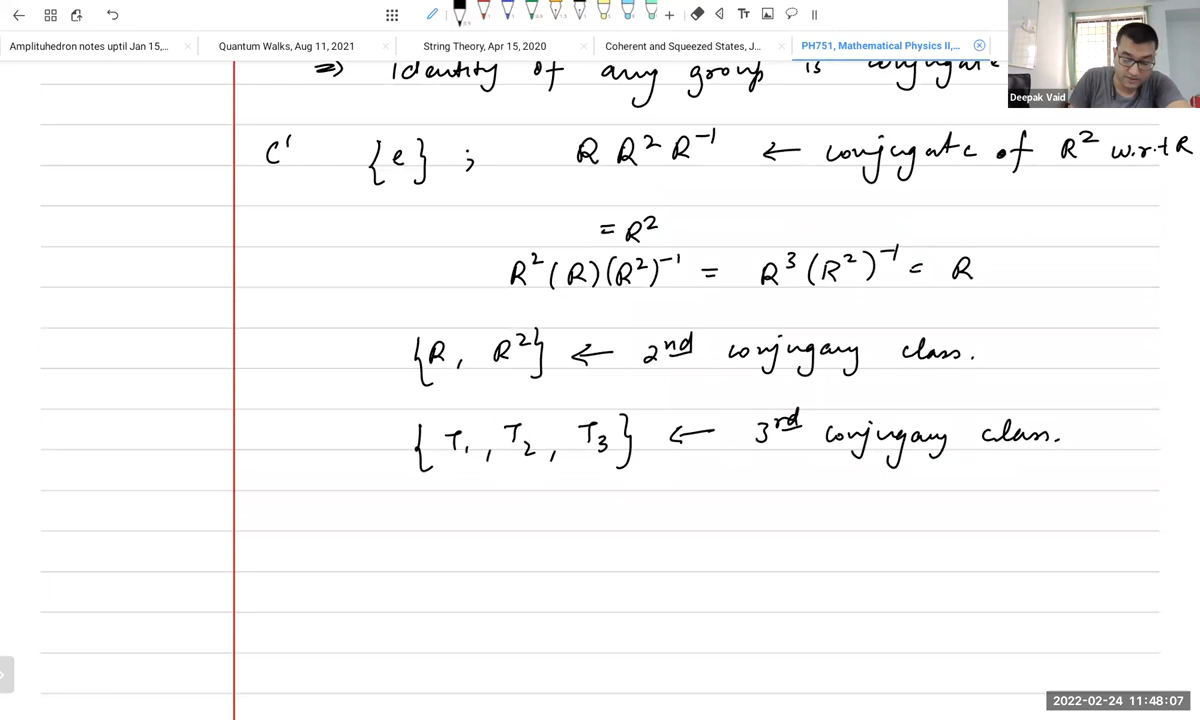 Amplituhedron notes uptil Jan 15,...
Quantum Walks, Aug 11, 2021
String Theory, Apr 15, 2020
Coherent and Squeezed States, J...
PH751, Mathematical Physics II,...
Deepak Vaid
⇒ Identity of any group is conjugate
C' {e} ; R R² R⁻¹ ← conjugate of R² w.r.t R
= R²
R² (R) (R²)⁻¹ = R³ (R²)⁻¹ = R
{R, R²} ← 2nd conjugacy class.
{T₁, T₂, T₃} ← 3rd conjugacy class.
2022-02-24 11:48:07